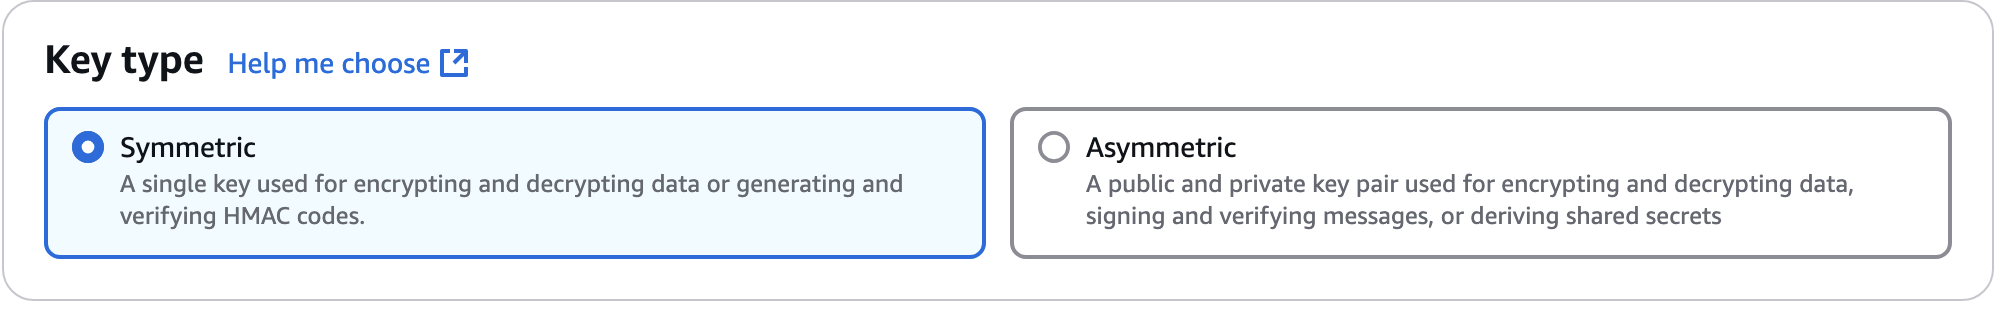 Key type Help me choose
Symmetric
A single key used for encrypting and decrypting data or generating and
verifying HMAC codes.
Asymmetric
A public and private key pair used for encrypting and decrypting data,
signing and verifying messages, or deriving shared secrets